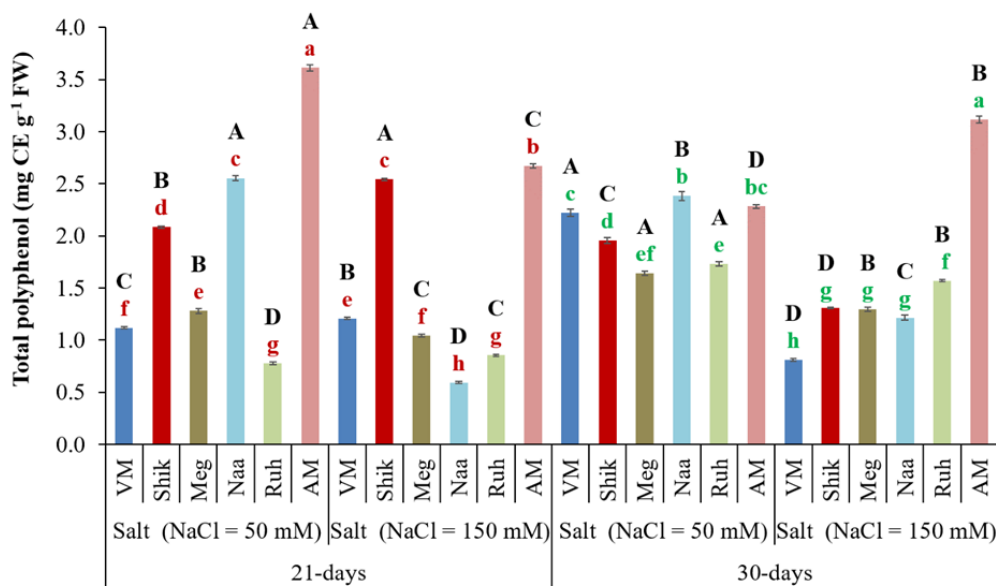 Total polyphenol (mg CE g⁻¹ FW)
4.0
3.5
3.0
2.5
2.0
1.5
1.0
0.5
0.0
C
f
B
d
B
e
A
c
D
g
A
a
B
e
A
c
C
f
D
h
C
g
C
b
A
c
C
d
A
ef
B
b
A
e
D
bc
D
h
D
g
B
g
C
g
B
f
B
a
VM Shik Meg Naa Ruh AM VM Shik Meg Naa Ruh AM VM Shik Meg Naa Ruh AM VM Shik Meg Naa Ruh AM
Salt (NaCl = 50 mM) Salt (NaCl = 150 mM) Salt (NaCl = 50 mM) Salt (NaCl = 150 mM)
21-days 30-days